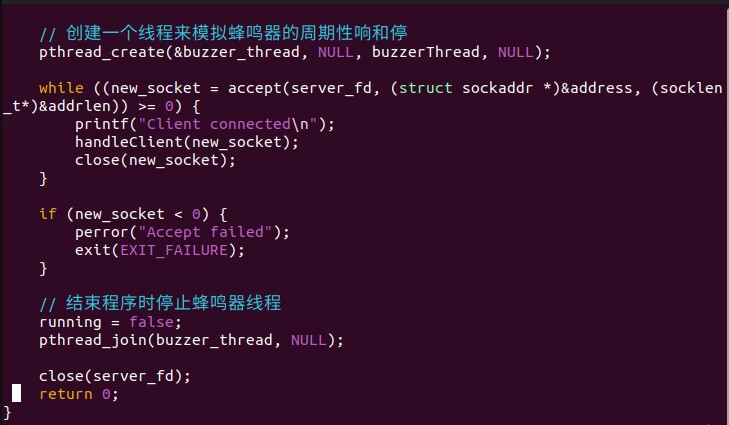 // 创建一个线程来模拟蜂鸣器的周期性响和停
pthread_create(&buzzer_thread, NULL, buzzerThread, NULL);
while ((new_socket = accept(server_fd, (struct sockaddr *)&address, (socklen
_t*)&addrlen)) >= 0) {
printf("Client connected\n");
handleClient(new_socket);
close(new_socket);
}
if (new_socket < 0) {
perror("Accept failed");
exit(EXIT_FAILURE);
}
// 结束程序时停止蜂鸣器线程
running = false;
pthread_join(buzzer_thread, NULL);
close(server_fd);
return 0;
}